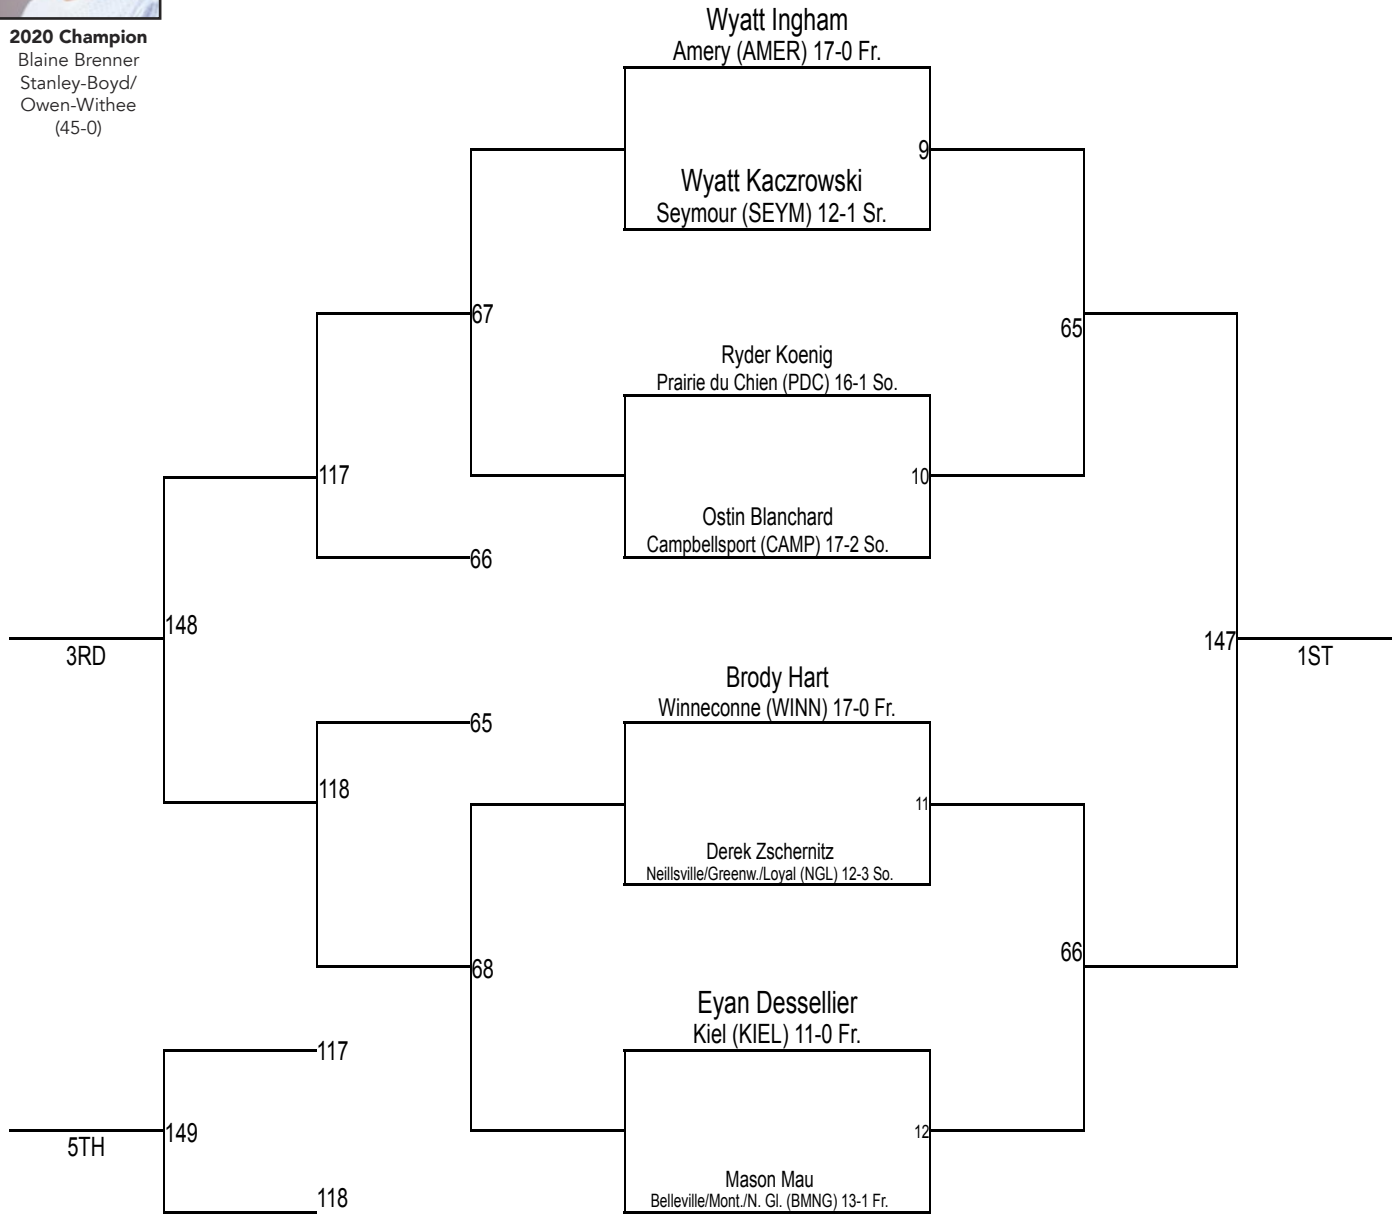 2020 Champion
Blaine Brenner
Stanley-Boyd/
Owen-Withee
(45-0)
Wyatt Ingham
Amery (AMER) 17-0 Fr.
9
Wyatt Kaczrowski
Seymour (SEYM) 12-1 Sr.
67
65
Ryder Koenig
Prairie du Chien (PDC) 16-1 So.
117
10
Ostin Blanchard
Campbellsport (CAMP) 17-2 So.
66
148
3RD
147
1ST
Brody Hart
Winneconne (WINN) 17-0 Fr.
65
118
11
Derek Zschernitz
Neillsville/Greenw./Loyal (NGL) 12-3 So.
66
68
Eyan Dessellier
Kiel (KIEL) 11-0 Fr.
117
149
5TH
12
Mason Mau
Belleville/Mont./N. Gl. (BMNG) 13-1 Fr.
118